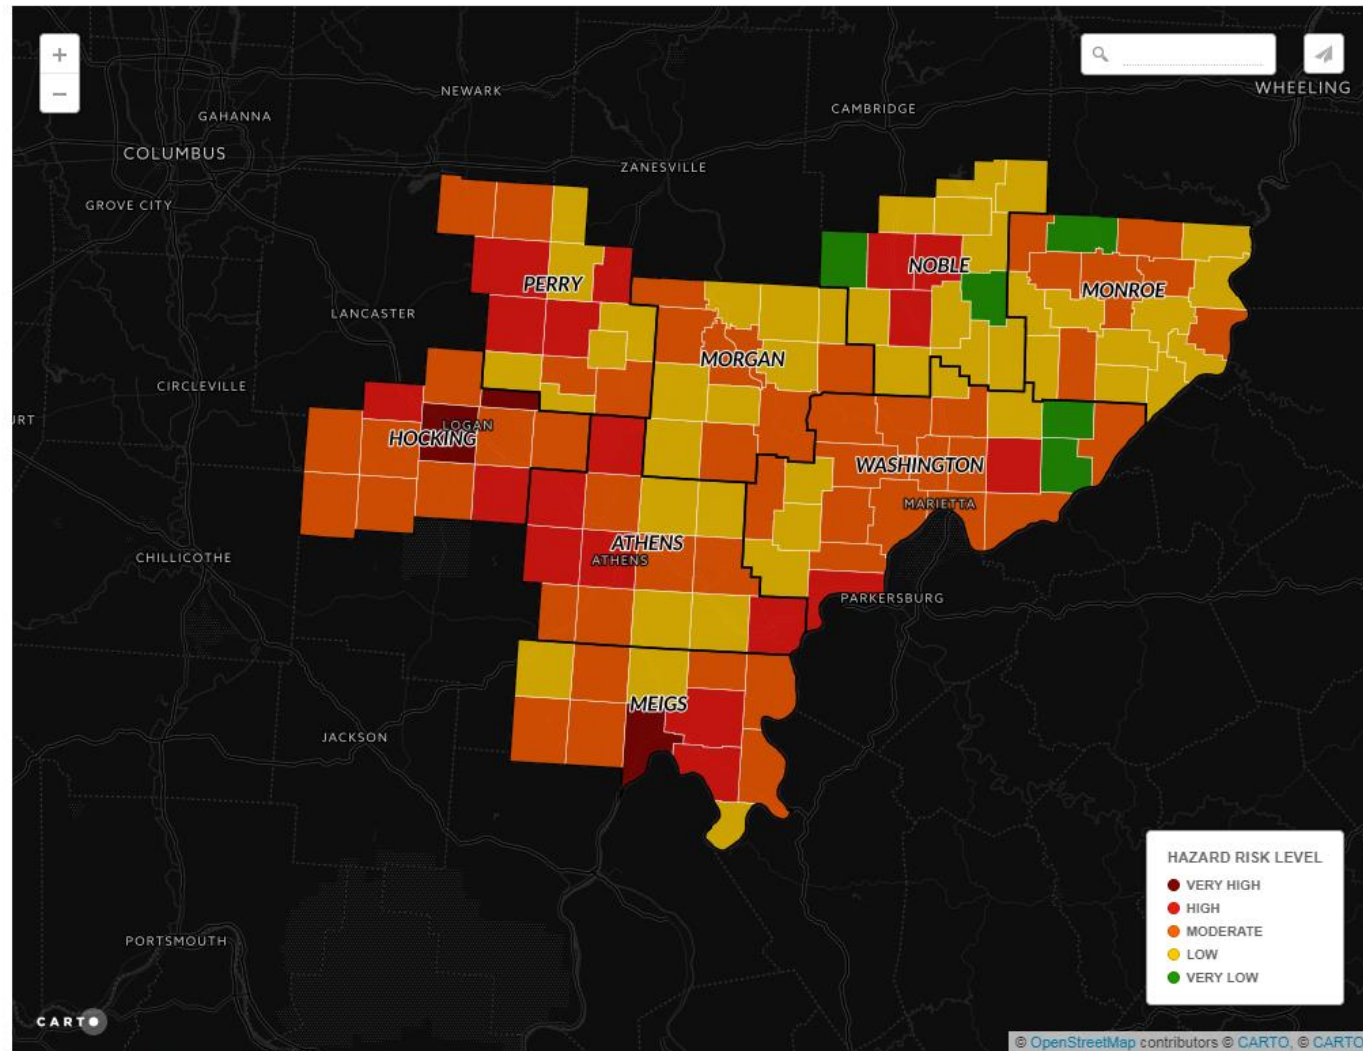 +
−
NEWARK
WHEELING
CAMBRIDGE
GAHANNA
COLUMBUS
ZANESVILLE
GROVE CITY
NOBLE
PERRY
MONROE
LANCASTER
MORGAN
CIRCLEVILLE
URT
LOGAN
HOCKING
WASHINGTON
MARIETTA
ATHENS
ATHENS
CHILLICOTHE
PARKERSBURG
MEIGS
JACKSON
HAZARD RISK LEVEL
VERY HIGH
HIGH
MODERATE
LOW
VERY LOW
PORTSMOUTH
CARTO
© OpenStreetMap contributors © CARTO, © CARTO